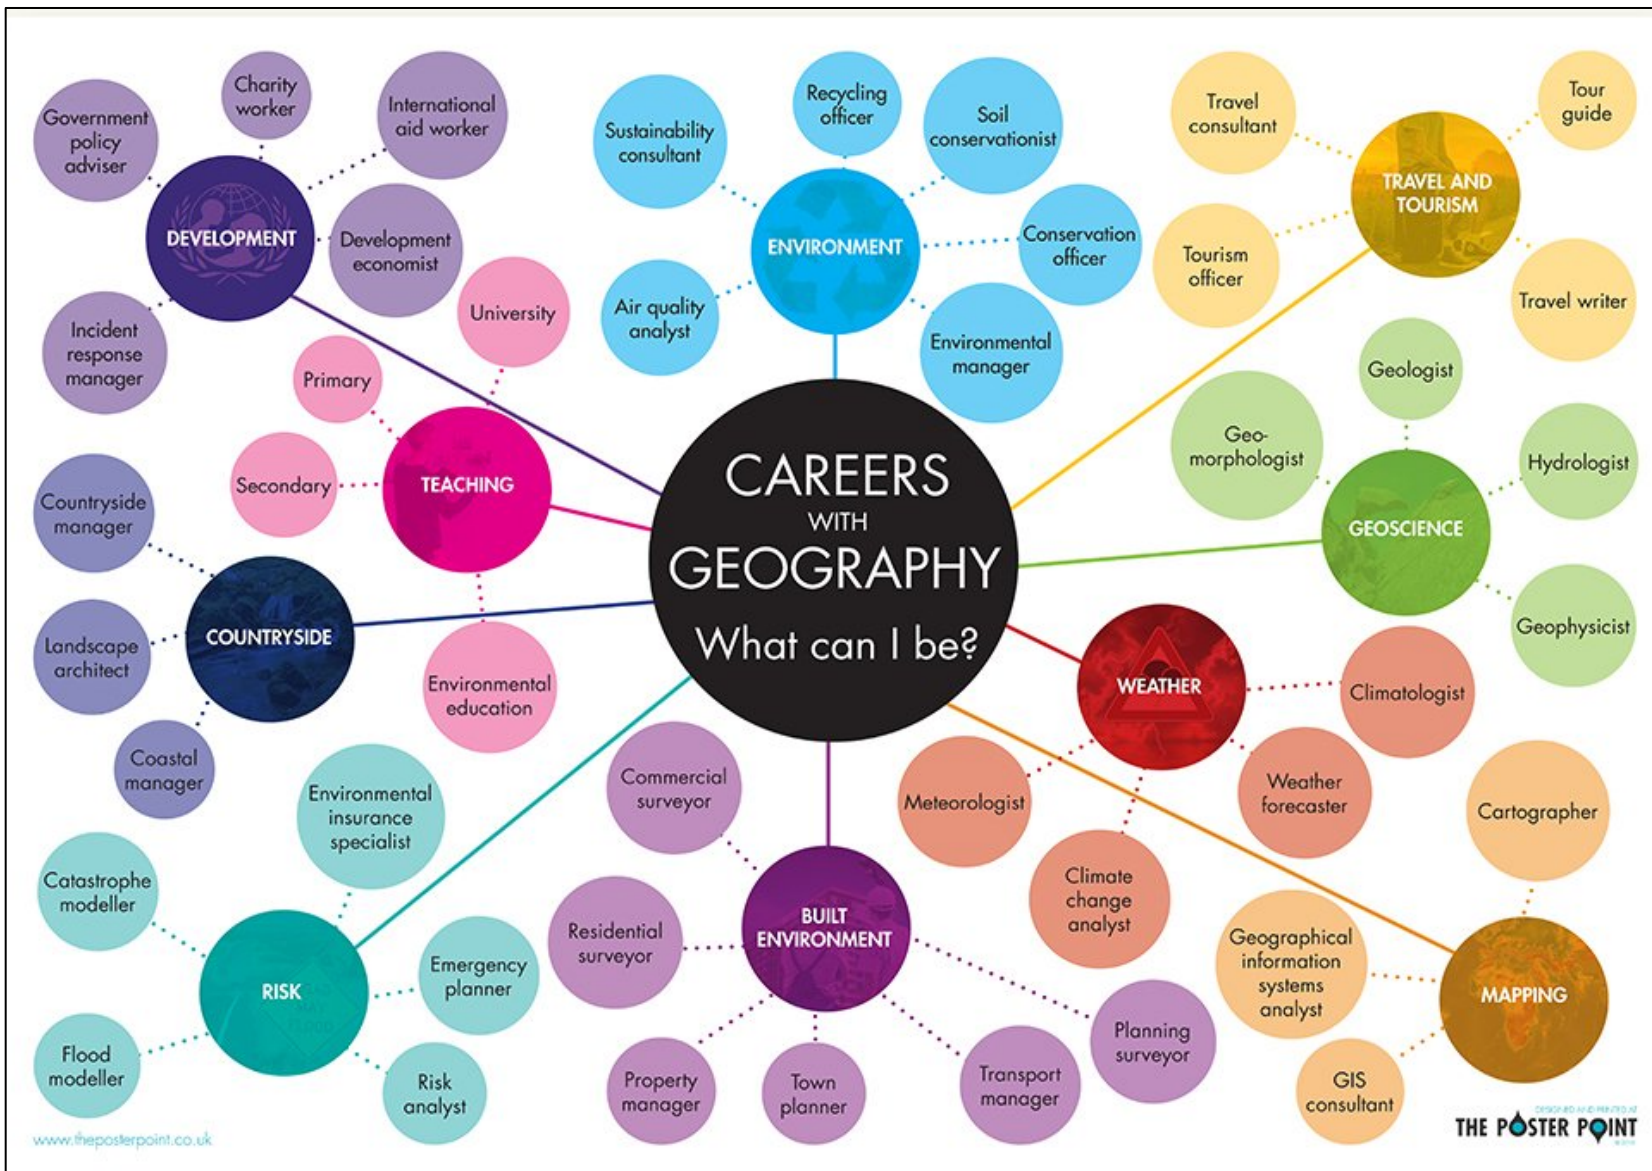 CAREERS
WITH
GEOGRAPHY
What can I be?
DEVELOPMENT
Government
policy
adviser
Charity
worker
International
aid worker
Development
economist
Incident
response
manager
TEACHING
University
Primary
Secondary
Environmental
education
ENVIRONMENT
Sustainability
consultant
Recycling
officer
Soil
conservationist
Conservation
officer
Environmental
manager
Air quality
analyst
TRAVEL AND
TOURISM
Travel
consultant
Tour
guide
Tourism
officer
Travel writer
GEOSCIENCE
Geologist
Geo-
morphologist
Hydrologist
Geophysicist
COUNTRYSIDE
Countryside
manager
Landscape
architect
Coastal
manager
WEATHER
Climatologist
Weather
forecaster
Climate
change
analyst
Meteorologist
RISK
Environmental
insurance
specialist
Catastrophe
modeller
Emergency
planner
Flood
modeller
Risk
analyst
BUILT
ENVIRONMENT
Commercial
surveyor
Residential
surveyor
Property
manager
Town
planner
Transport
manager
Planning
surveyor
MAPPING
Cartographer
Geographical
information
systems
analyst
GIS
consultant
www.theposterpoint.co.uk
DESIGNED AND PRINTED AT
THE POSTER POINT